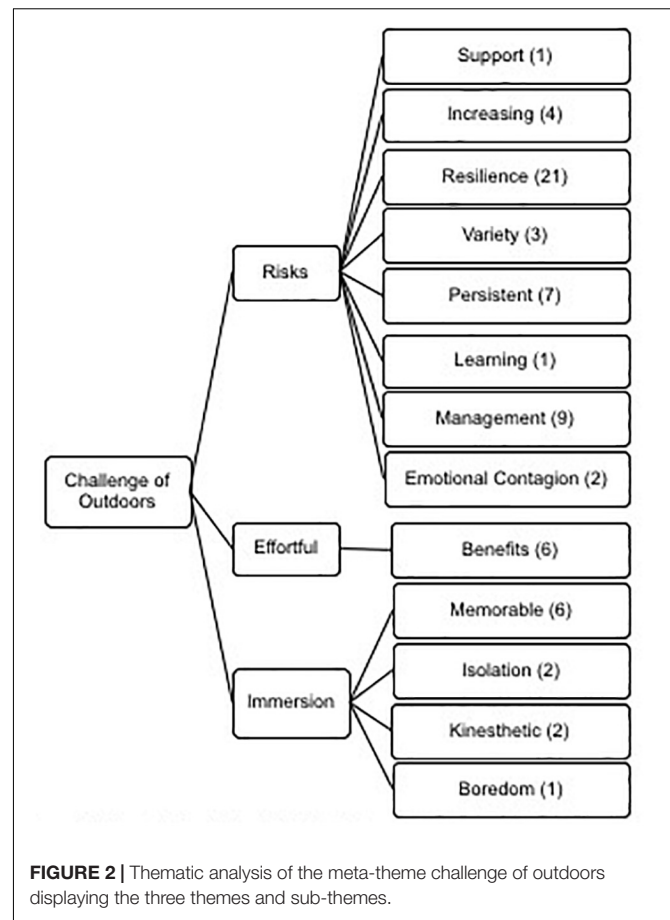 Support (1)
Increasing (4)
Resilience (21)
Variety (3)
Risks
Persistent (7)
Learning (1)
Management (9)
Emotional Contagion (2)
Challenge of
Outdoors
Effortful
Benefits (6)
Memorable (6)
Isolation (2)
Immersion
Kinesthetic (2)
Boredom (1)
FIGURE 2 | Thematic analysis of the meta-theme challenge of outdoors
displaying the three themes and sub-themes.